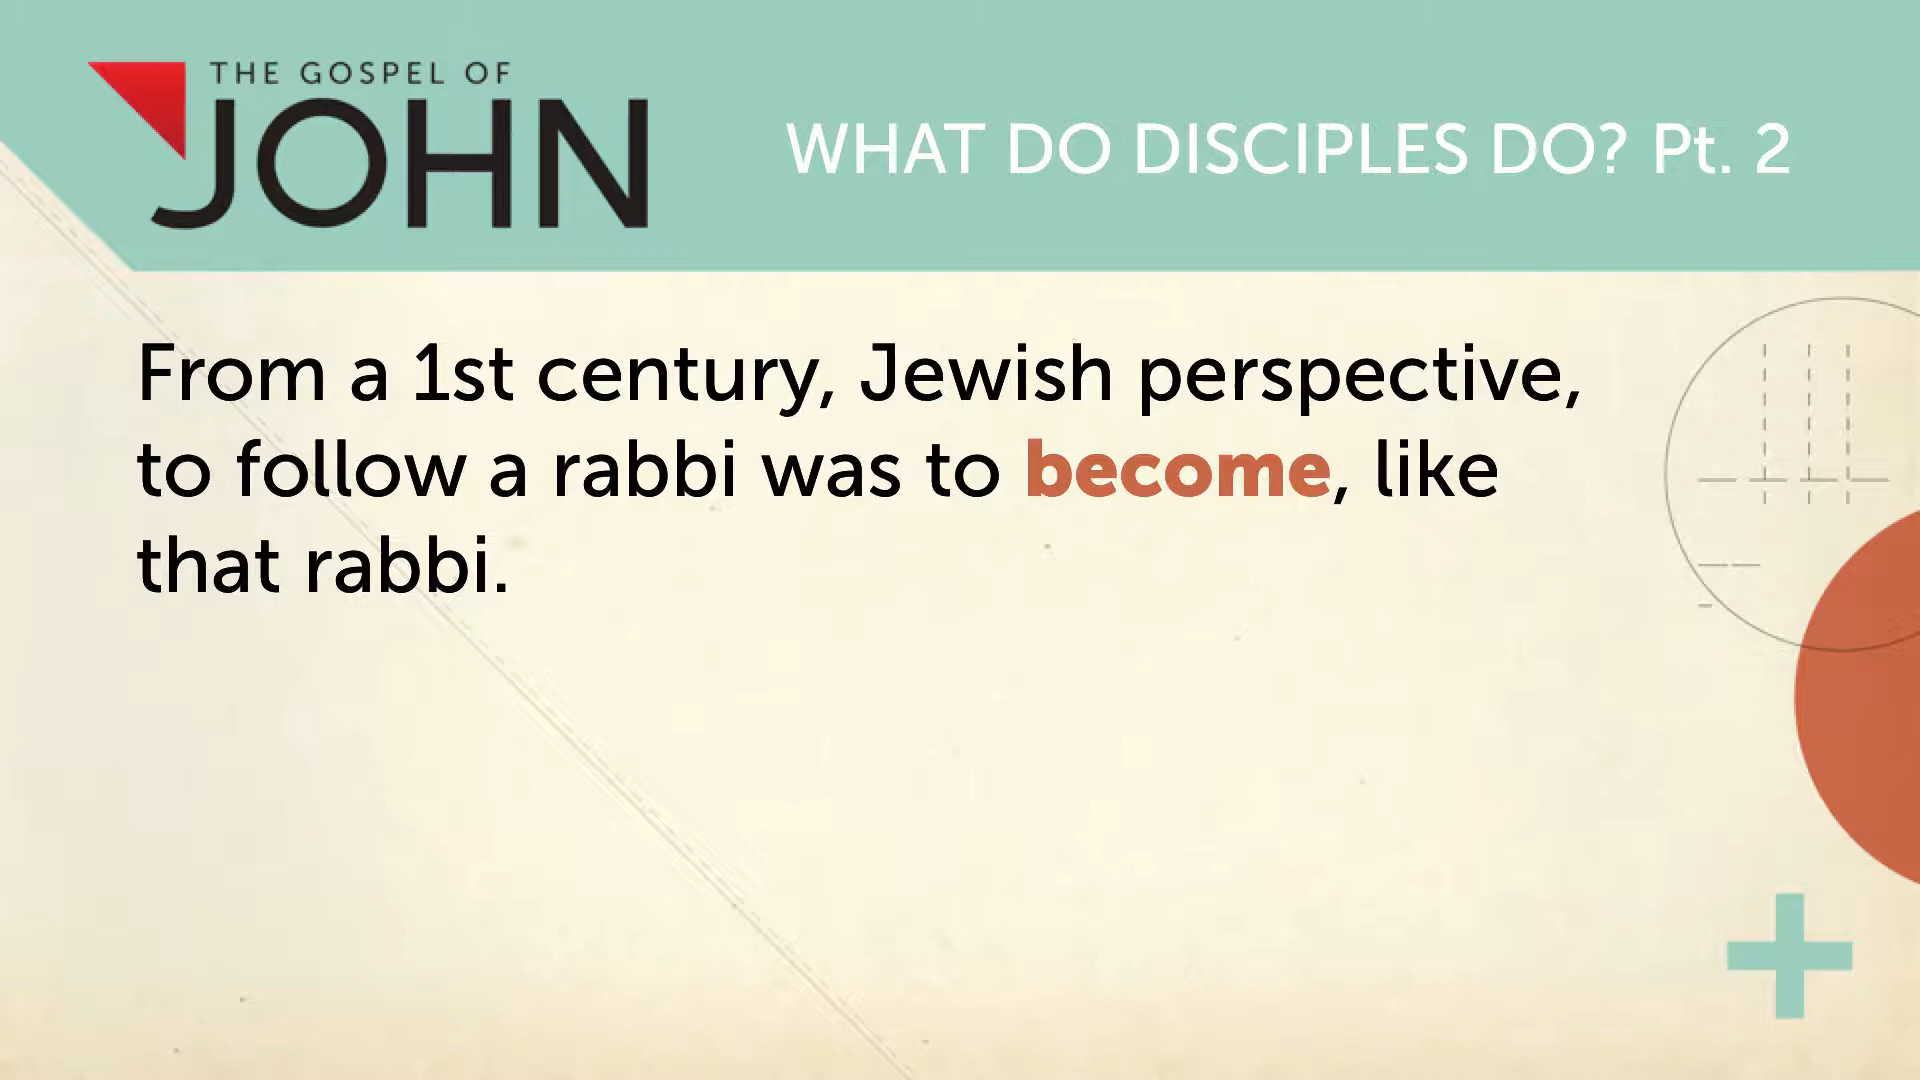 THE GOSPEL OF
JOHN
WHAT DO DISCIPLES DO? Pt. 2
From a 1st century, Jewish perspective,
to follow a rabbi was to become, like
that rabbi.